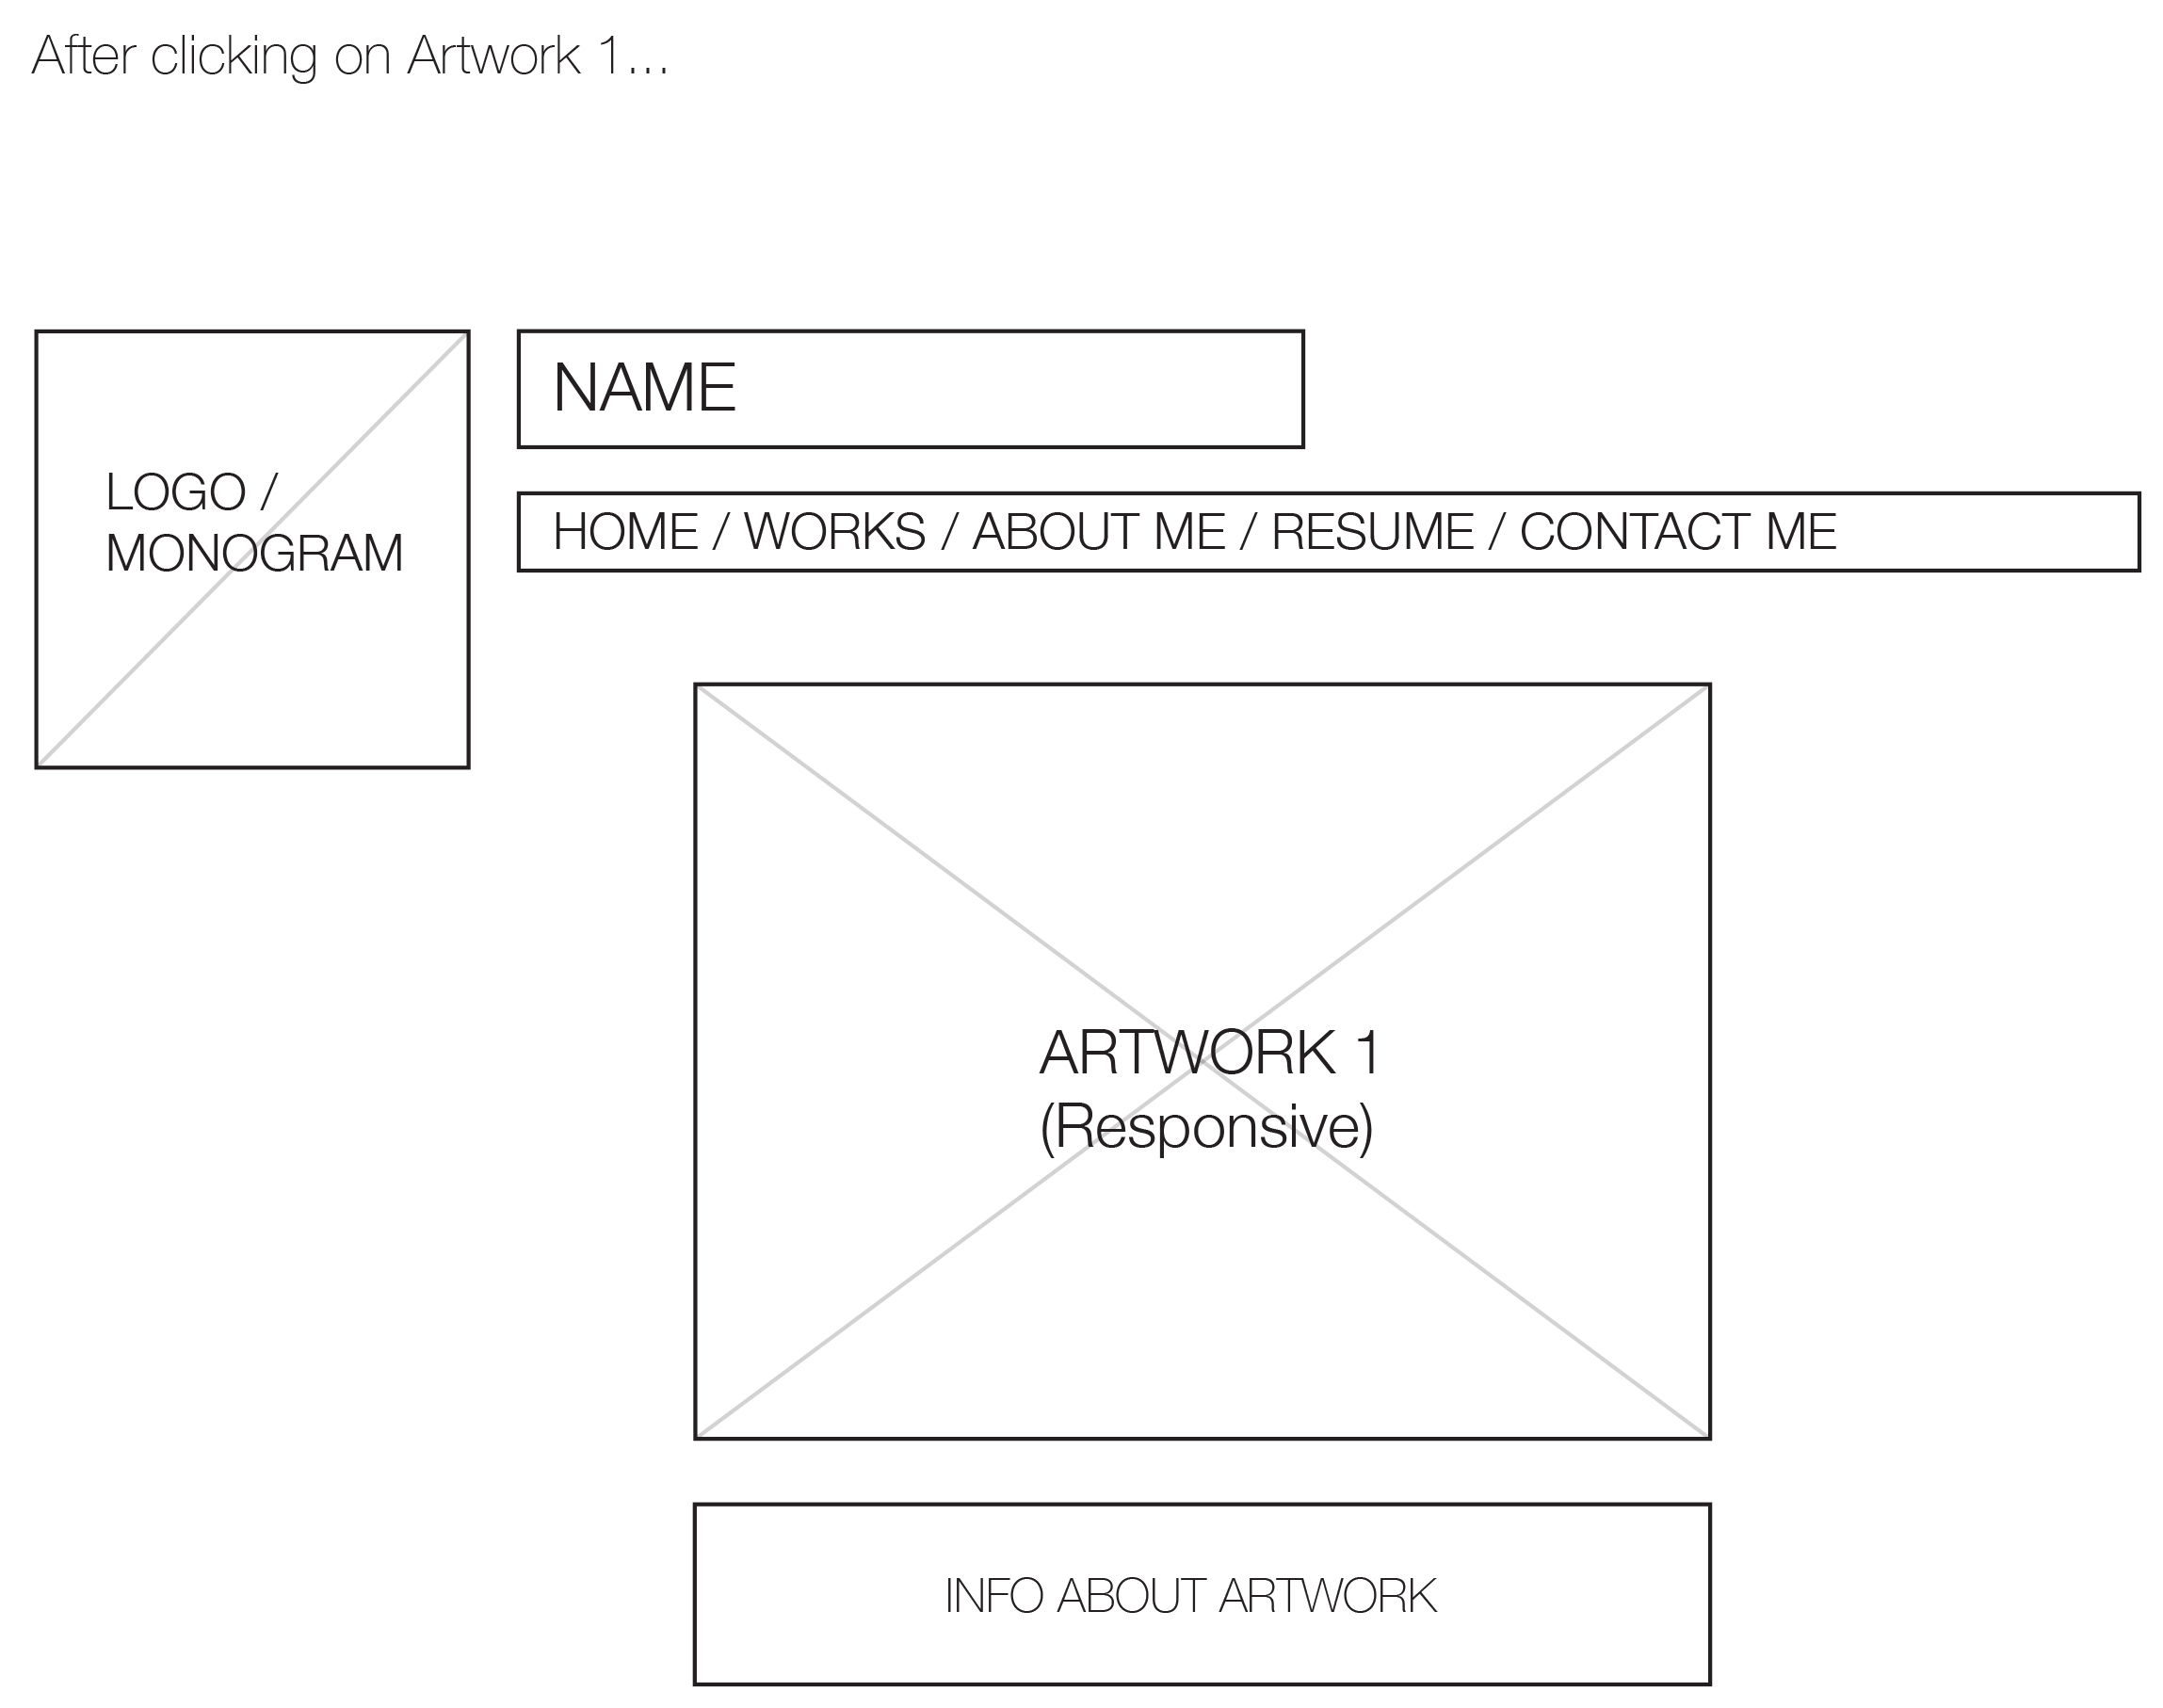 After clicking on Artwork 1...
LOGO /
MONOGRAM
NAME
HOME / WORKS / ABOUT ME / RESUME / CONTACT ME
ARTWORK 1
(Responsive)
INFO ABOUT ARTWORK